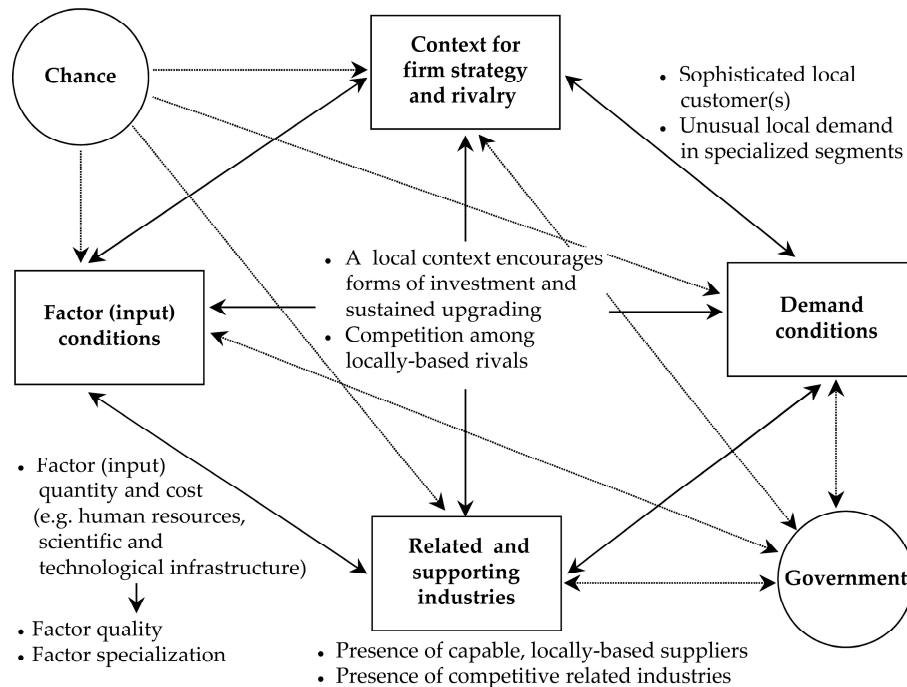 Chance
Context for
firm strategy
and rivalry
• Sophisticated local
customer(s)
• Unusual local demand
in specialized segments
• A local context encourages
forms of investment and
sustained upgrading
• Competition among
locally-based rivals
Factor (input)
conditions
Demand
conditions
• Factor (input)
quantity and cost
(e.g. human resources,
scientific and
technological infrastructure)
• Factor quality
• Factor specialization
Related and
supporting
industries
Government
• Presence of capable, locally-based suppliers
• Presence of competitive related industries